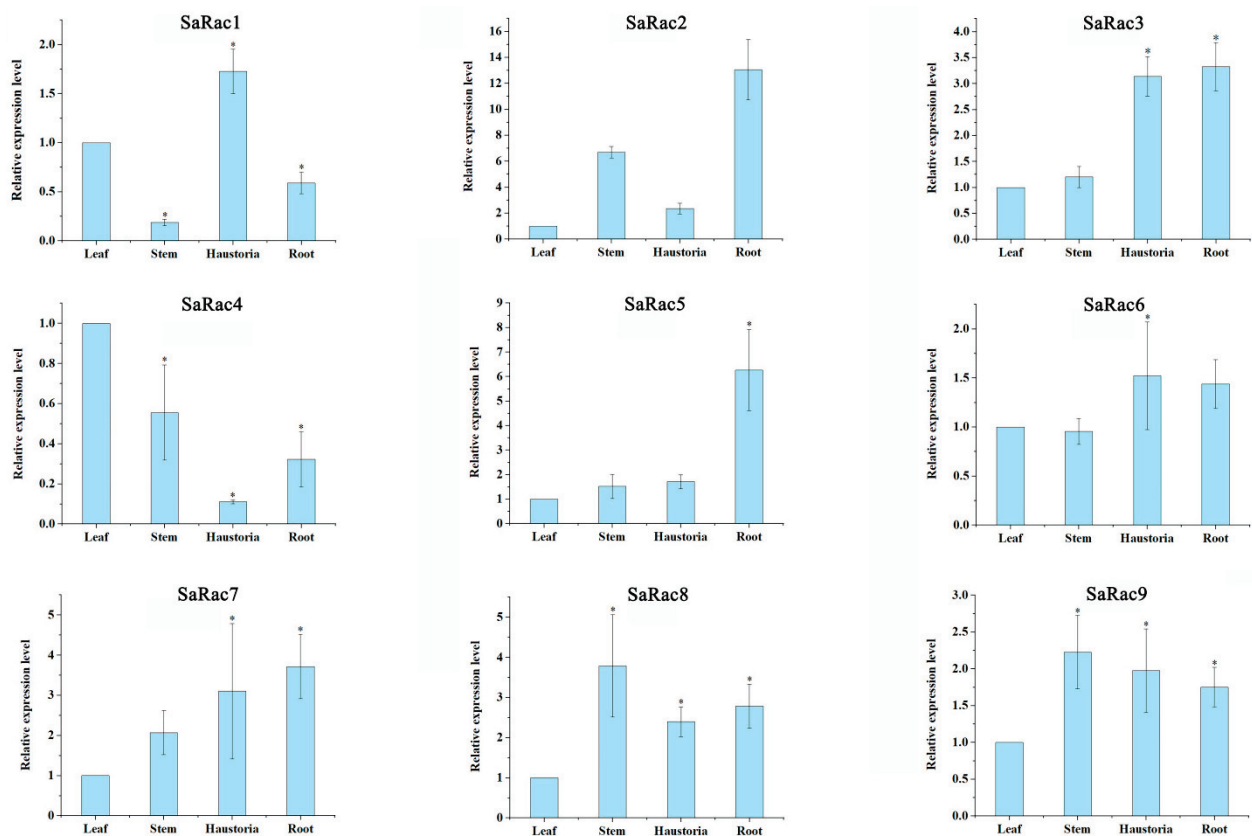 SaRac1
Relative expression level
2.0
1.5
1.0
0.5
0.0
*
*
*
Leaf Stem Haustoria Root
SaRac2
Relative expression level
16
14
12
10
8
6
4
2
0
Leaf Stem Haustoria Root
SaRac3
Relative expression level
4.0
3.5
3.0
2.5
2.0
1.5
1.0
0.5
0.0
* *
Leaf Stem Haustoria Root
SaRac4
Relative expression level
1.0
0.8
0.6
0.4
0.2
0.0
*
*
*
Leaf Stem Haustoria Root
SaRac5
Relative expression level
9
8
7
6
5
4
3
2
1
0
*
Leaf Stem Haustoria Root
SaRac6
Relative expression level
2.0
1.5
1.0
0.5
0.0
*
Leaf Stem Haustoria Root
SaRac7
Relative expression level
5
4
3
2
1
0
* *
Leaf Stem Haustoria Root
SaRac8
Relative expression level
5
4
3
2
1
0
*
*
*
Leaf Stem Haustoria Root
SaRac9
Relative expression level
3.0
2.5
2.0
1.5
1.0
0.5
0.0
*
*
*
Leaf Stem Haustoria Root